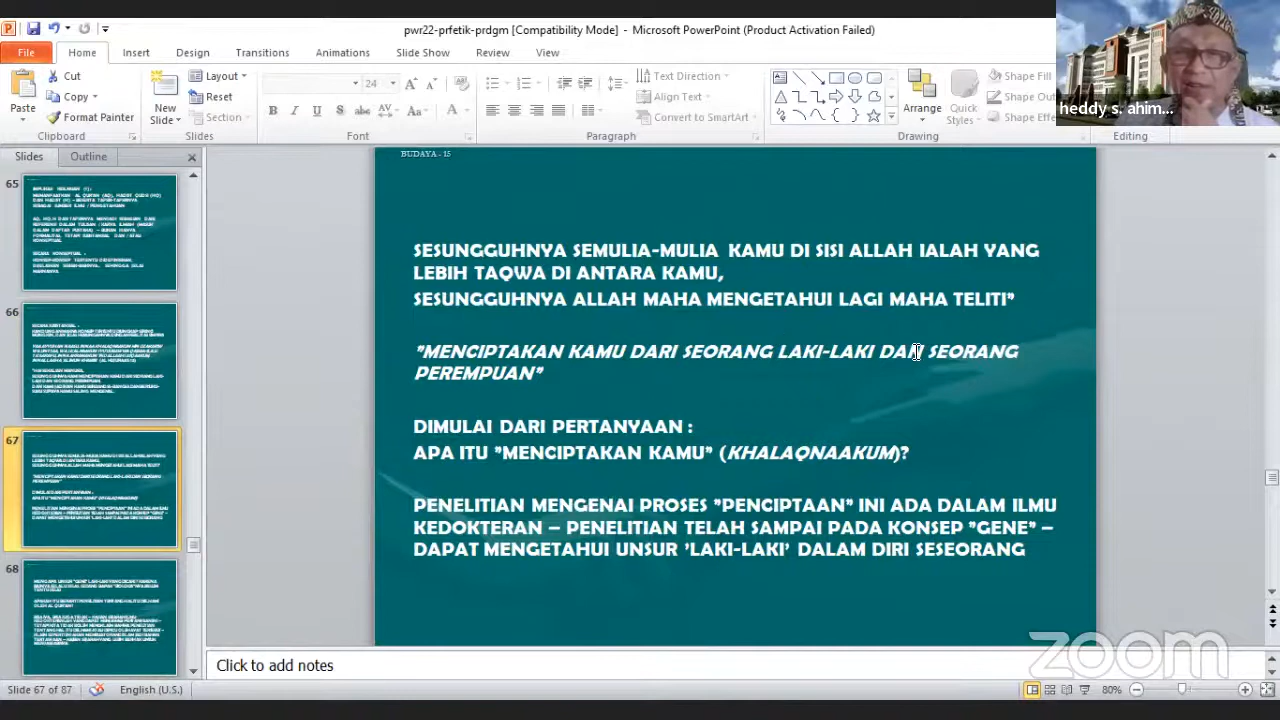 pwr22-prfetik-prdgm [Compatibility Mode] - Microsoft PowerPoint (Product Activation Failed)
File Home Insert Design Transitions Animations Slide Show Review View
heddy s. ahim...
Paste
Cut
Copy
Format Painter
Clipboard
New Slide
Layout
Reset
Section
Slides
24
Font
Text Direction
Align Text
Convert to SmartArt
Paragraph
Arrange
Quick Styles
Shape Fill
Shape Ou
Shape Effe
Drawing
Editing
Slides Outline
65
66
67
68
BUDAYA - 15
SESUNGGUHNYA SEMULIA-MULIA KAMU DI SISI ALLAH IALAH YANG
LEBIH TAQWA DI ANTARA KAMU,
SESUNGGUHNYA ALLAH MAHA MENGETAHUI LAGI MAHA TELITI"
"MENCIPTAKAN KAMU DARI SEORANG LAKI-LAKI DAN SEORANG
PEREMPUAN"
DIMULAI DARI PERTANYAAN :
APA ITU "MENCIPTAKAN KAMU" (KHALAQNAAKUM)?
PENELITIAN MENGENAI PROSES "PENCIPTAAN" INI ADA DALAM ILMU
KEDOKTERAN – PENELITIAN TELAH SAMPAI PADA KONSEP "GENE" –
DAPAT MENGETAHUI UNSUR 'LAKI-LAKI' DALAM DIRI SESEORANG
zoom
Click to add notes
Slide 67 of 87 English (U.S.) 80%